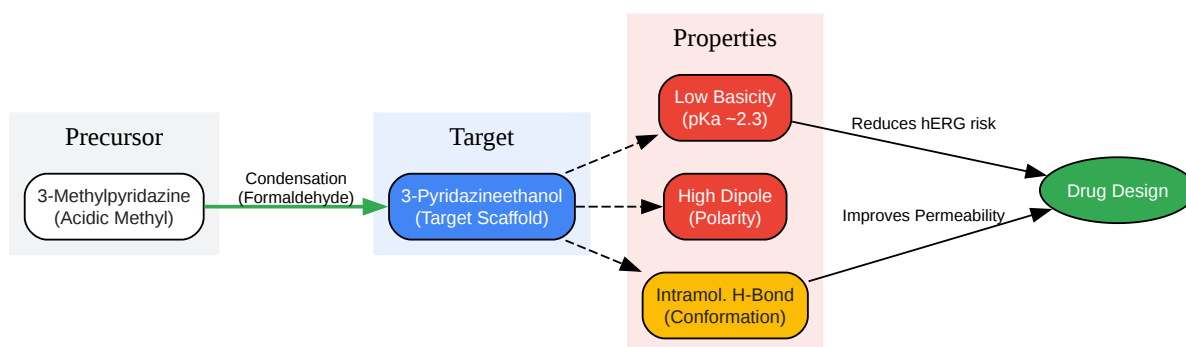 Precursor
3-Methylpyridazine
(Acidic Methyl)
Condensation
(Formaldehyde)
Target
3-Pyridazineethanol
(Target Scaffold)
Properties
Low Basicity
(pKa ~2.3)
High Dipole
(Polarity)
Intramol. H-Bond
(Conformation)
Reduces hERG risk
Improves Permeability
Drug Design